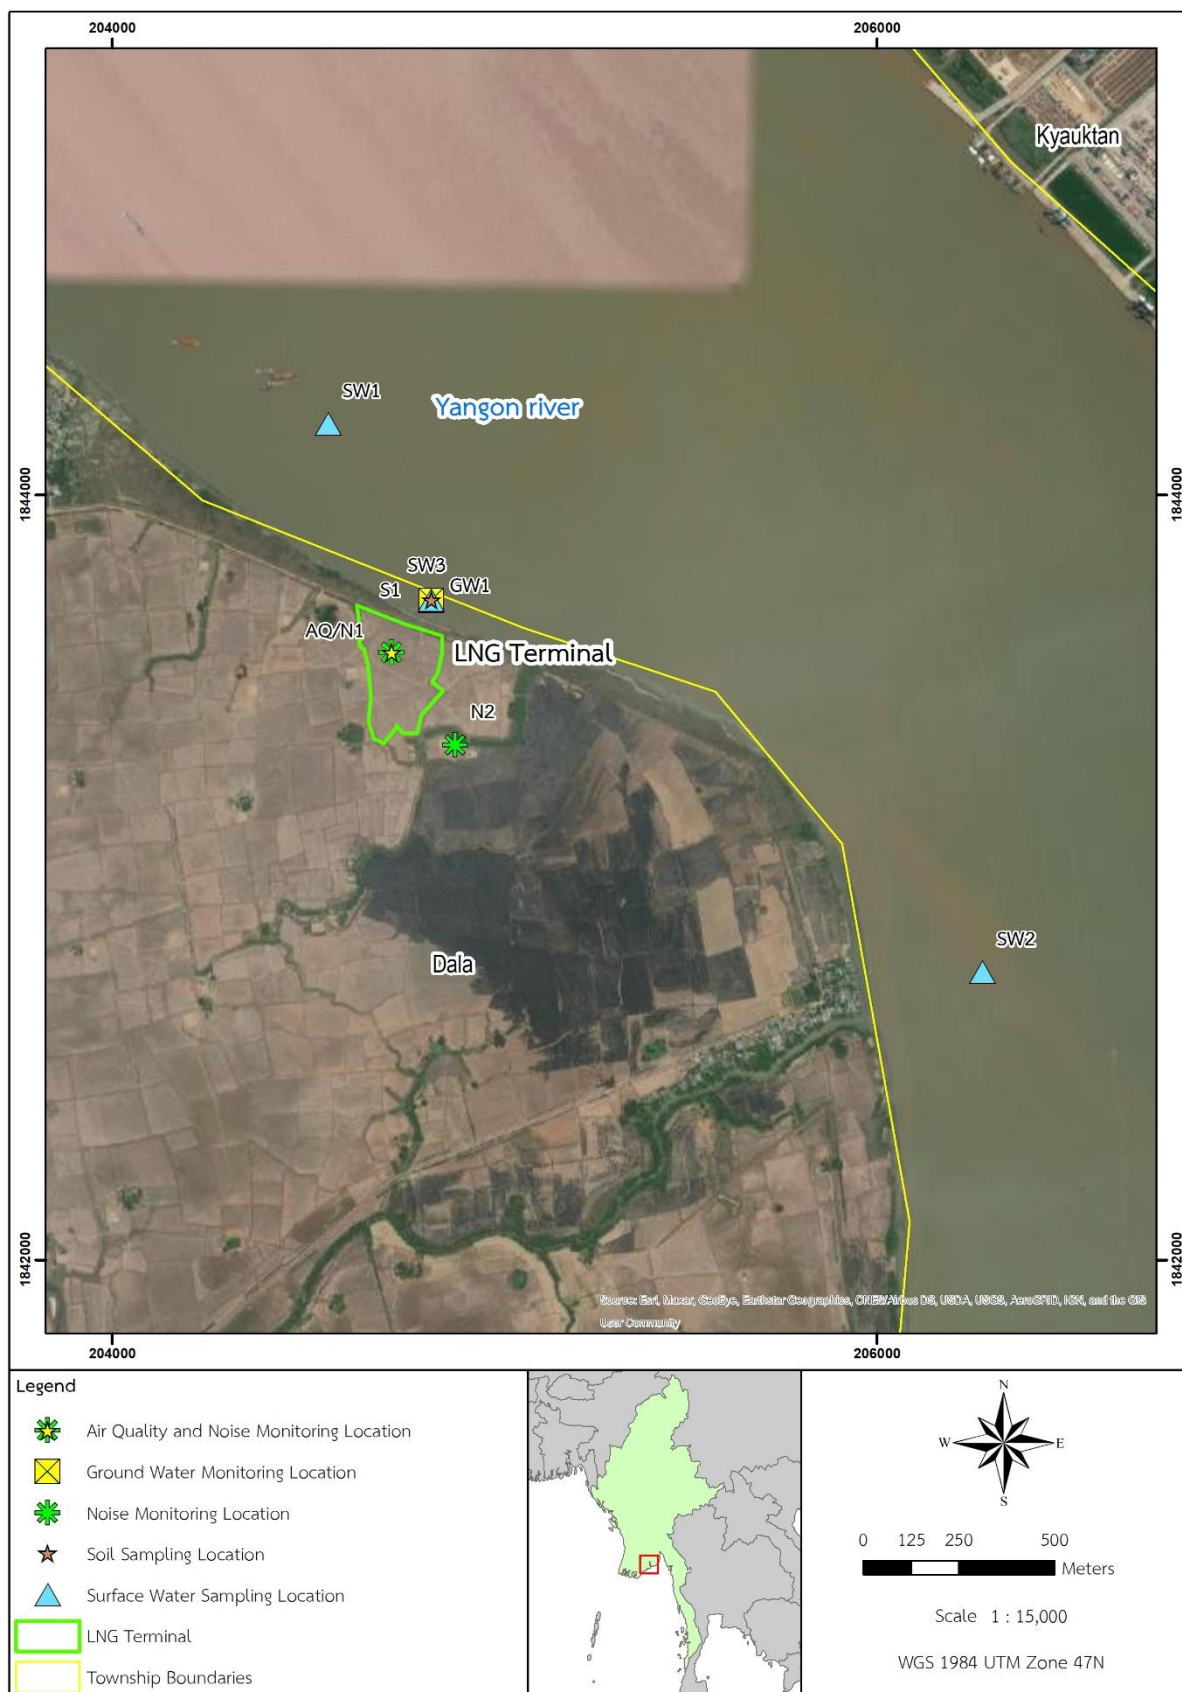 204000
206000
Kyauktan
SW1
Yangon river
1844000
1844000
SW3
S1
GW1
AQ/N1
LNG Terminal
N2
SW2
Dala
1842000
1842000
Source: Esri, Maxar, GeoEye, Earthstar Geographics, CNES/Airbus DS, USDA, USGS, AeroGRID, IGN, and the GIS
User Community
204000
206000
Legend
Air Quality and Noise Monitoring Location
Ground Water Monitoring Location
Noise Monitoring Location
Soil Sampling Location
Surface Water Sampling Location
LNG Terminal
Township Boundaries
N
W
E
S
0 125 250 500
Meters
Scale 1 : 15,000
WGS 1984 UTM Zone 47N